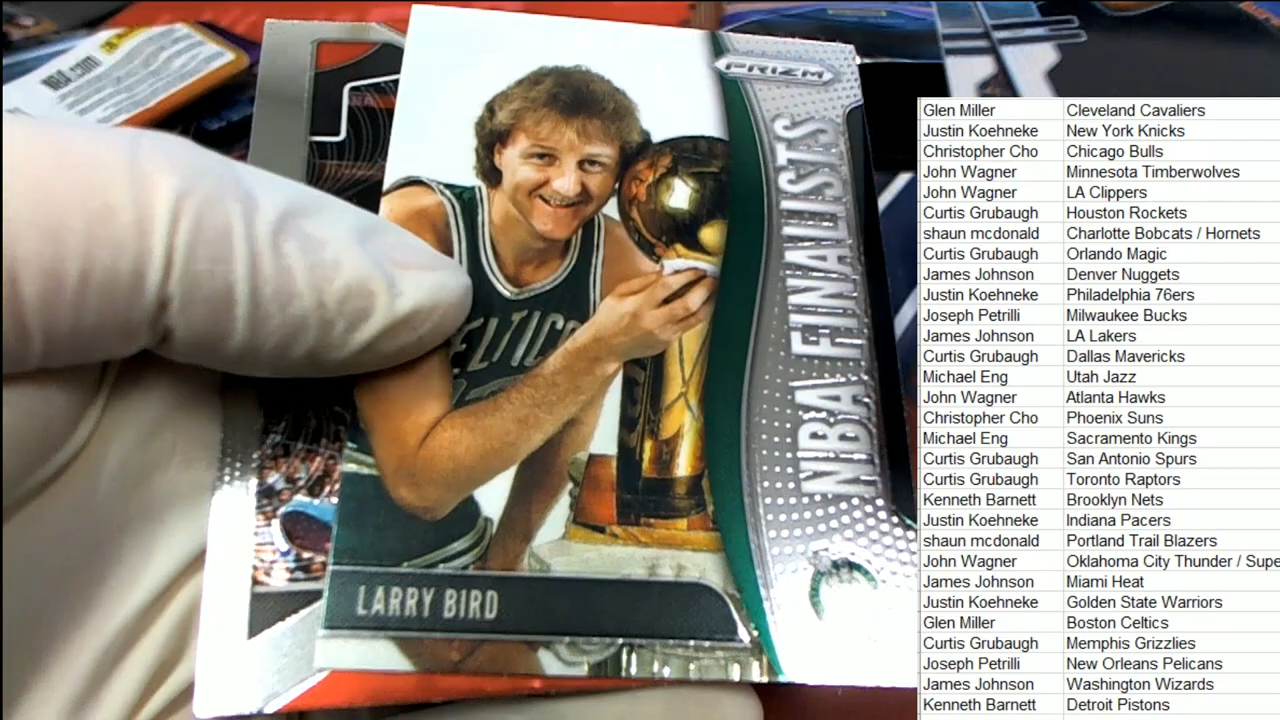 NBA.com
PRIZM
NBA FINALISTS
CELTICS
LARRY BIRD
Glen Miller Cleveland Cavaliers
Justin Koehneke New York Knicks
Christopher Cho Chicago Bulls
John Wagner Minnesota Timberwolves
John Wagner LA Clippers
Curtis Grubaugh Houston Rockets
shaun mcdonald Charlotte Bobcats / Hornets
Curtis Grubaugh Orlando Magic
James Johnson Denver Nuggets
Justin Koehneke Philadelphia 76ers
Joseph Petrilli Milwaukee Bucks
James Johnson LA Lakers
Curtis Grubaugh Dallas Mavericks
Michael Eng Utah Jazz
John Wagner Atlanta Hawks
Christopher Cho Phoenix Suns
Michael Eng Sacramento Kings
Curtis Grubaugh San Antonio Spurs
Curtis Grubaugh Toronto Raptors
Kenneth Barnett Brooklyn Nets
Justin Koehneke Indiana Pacers
shaun mcdonald Portland Trail Blazers
John Wagner Oklahoma City Thunder / Supe
James Johnson Miami Heat
Justin Koehneke Golden State Warriors
Glen Miller Boston Celtics
Curtis Grubaugh Memphis Grizzlies
Joseph Petrilli New Orleans Pelicans
James Johnson Washington Wizards
Kenneth Barnett Detroit Pistons